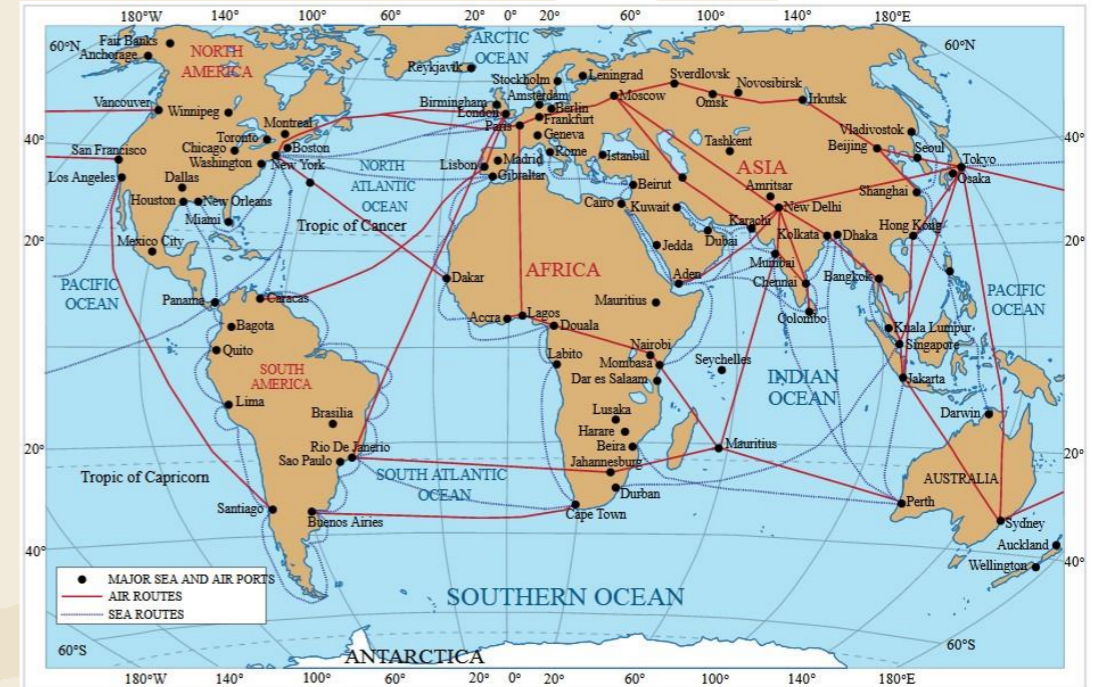 180°W 140° 100° 60° 20° 0° 20° 60° 100° 140° 180°E
60°N
60°N
Fair Banks
Anchorage
NORTH
AMERICA
ARCTIC
OCEAN
Reykjavik
Stockholm
Leningrad
Sverdlovsk
Novosibirsk
Omsk
Irkutsk
Moscow
Vancouver
Winnipeg
Birmingham
London
Amsterdam
Berlin
Frankfurt
Paris
Montreal
Toronto
Chicago
Boston
Washington
New York
40°
40°
San Francisco
Los Angeles
Geneva
Madrid
Rome
Istanbul
Lisbon
Gibraltar
Tashkent
ASIA
Vladivostok
Beijing
Seoul
Tokyo
Osaka
Dallas
Houston
New Orleans
Miami
NORTH
ATLANTIC
OCEAN
Beirut
Cairo
Kuwait
Amritsar
New Delhi
Shanghai
Mexico City
Tropic of Cancer
Karachi
Kolkata
Dhaka
Hong Kong
20°
20°
Jedda
Dubai
Mumbai
PACIFIC
OCEAN
Dakar
AFRICA
Aden
Chennai
Bangkok
PACIFIC
OCEAN
Panama
Caracas
Mauritius
Colombo
Accra
Lagos
Bagota
Douala
Kuala Lumpur
Quito
Labito
Nairobi
Mombasa
Seychelles
Singapore
SOUTH
AMERICA
Dar es Salaam
INDIAN
OCEAN
Jakarta
Lima
Brasilia
Lusaka
Harare
Darwin
20°
20°
Rio De Janerio
Sao Paulo
Beira
Mauritius
Tropic of Capricorn
SOUTH ATLANTIC
OCEAN
Jahannesburg
Durban
AUSTRALIA
Santiago
Buenos Airies
Cape Town
Perth
Sydney
Auckland
Wellington
40°
40°
MAJOR SEA AND AIR PORTS
AIR ROUTES
SEA ROUTES
SOUTHERN OCEAN
60°S
60°S
ANTARCTICA
180°W 140° 100° 60° 20° 0° 20° 60° 100° 140° 180°E